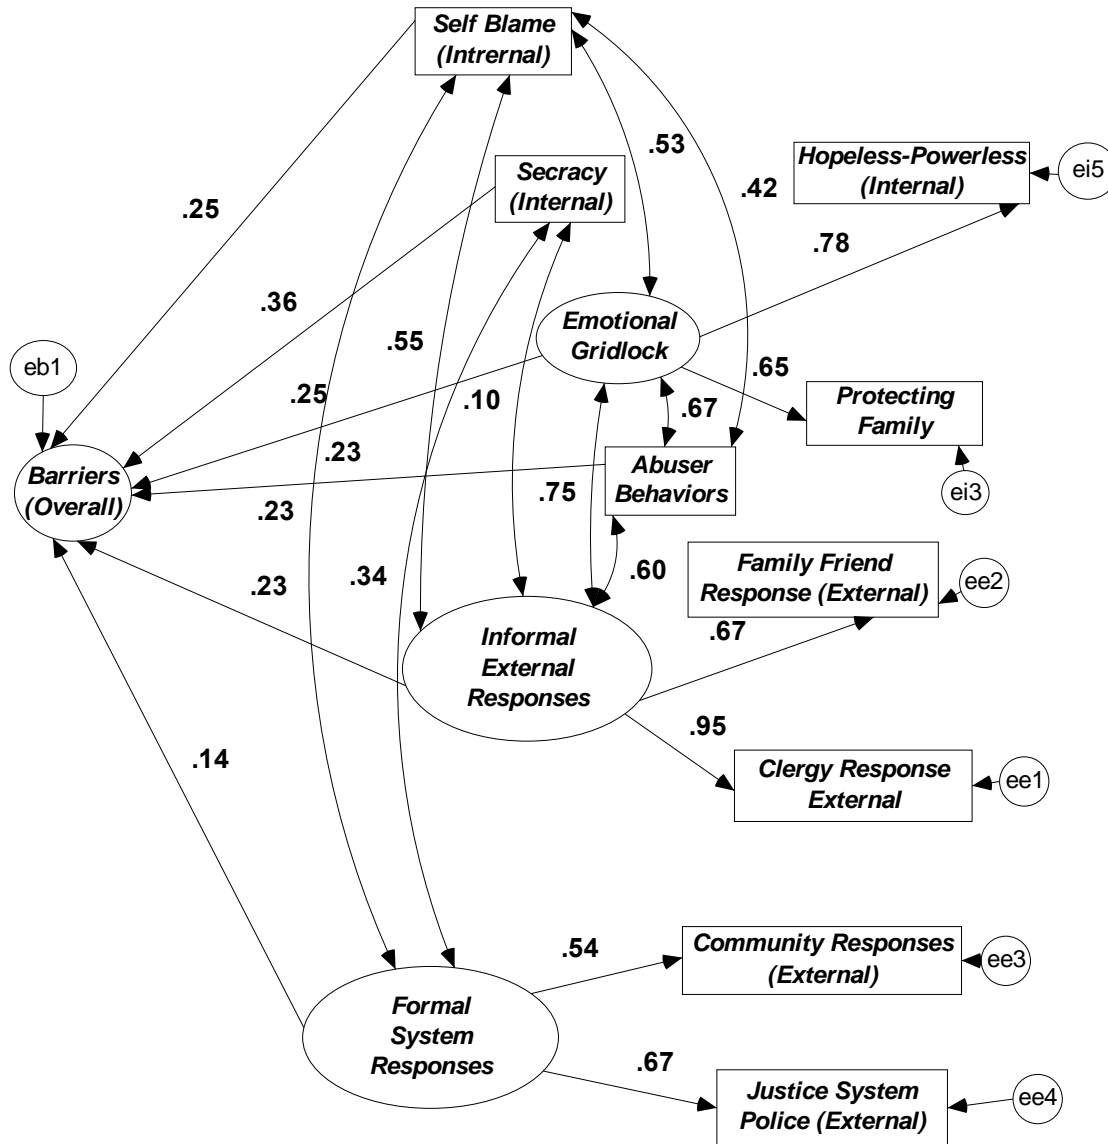 Self Blame
(Intrernal)
.53
Hopeless-Powerless
(Internal)
ei5
Secracy
(Internal)
.42
.25
.78
.36
Emotional
Gridlock
.55
eb1
.65
.25
.10
.67
Protecting
Family
.23
Barriers
(Overall)
Abuser
Behaviors
.75
ei3
.23
.34
.60
Family Friend
Response (External)
ee2
.23
.67
Informal
External
Responses
.95
.14
Clergy Response
External
ee1
.54
Community Responses
(External)
ee3
Formal
System
Responses
.67
Justice System
Police (External)
ee4